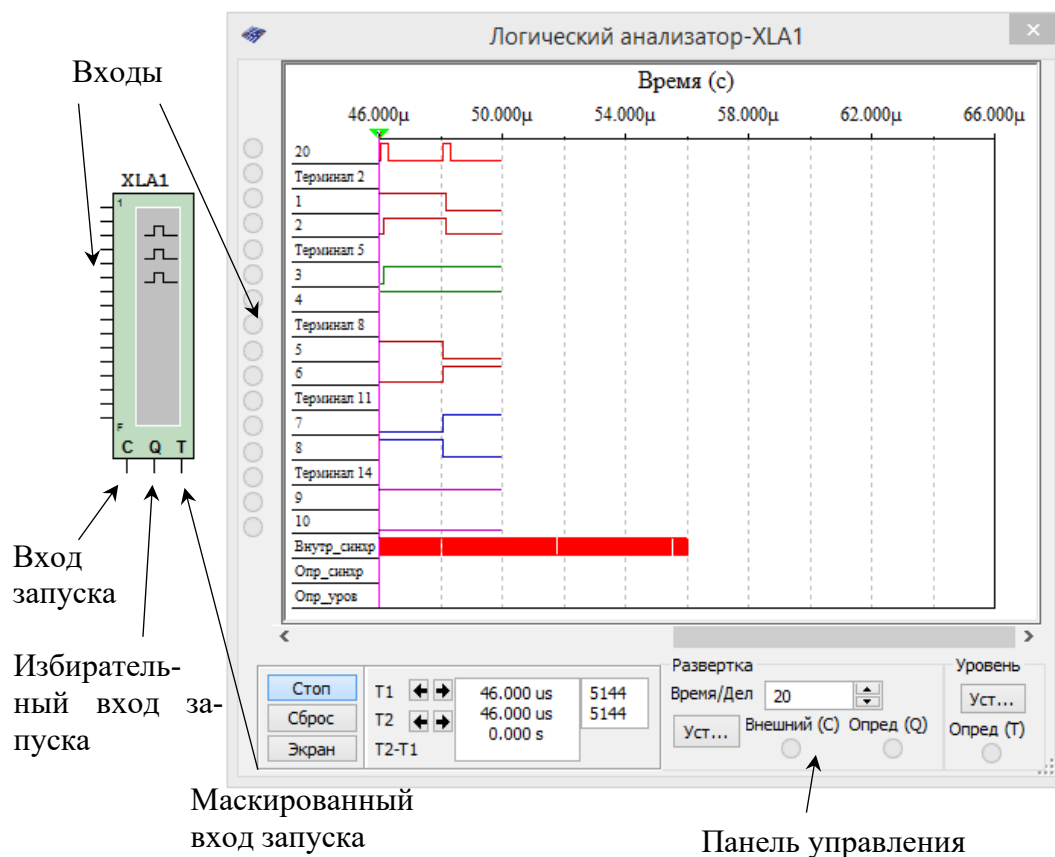 Логический анализатор-XLA1
Входы
Время (с)
46.000µ 50.000µ 54.000µ 58.000µ 62.000µ 66.000µ
20
Терминал 2
1
2
Терминал 5
3
4
Терминал 8
5
6
Терминал 11
7
8
Терминал 14
9
10
Внутр_синхр
Опр_синхр
Опр_уров
XLA1
1
F
C Q T
Вход
запуска
Избиратель-
ный вход за-
пуска
Стоп
Сброс
Экран
T1 46.000 us 5144
T2 46.000 us 5144
T2-T1 0.000 s
Развертка
Время/Дел 20
Уст... Внешний (C) Опред (Q)
Уровень
Уст...
Опред (T)
Маскированный
вход запуска
Панель управления